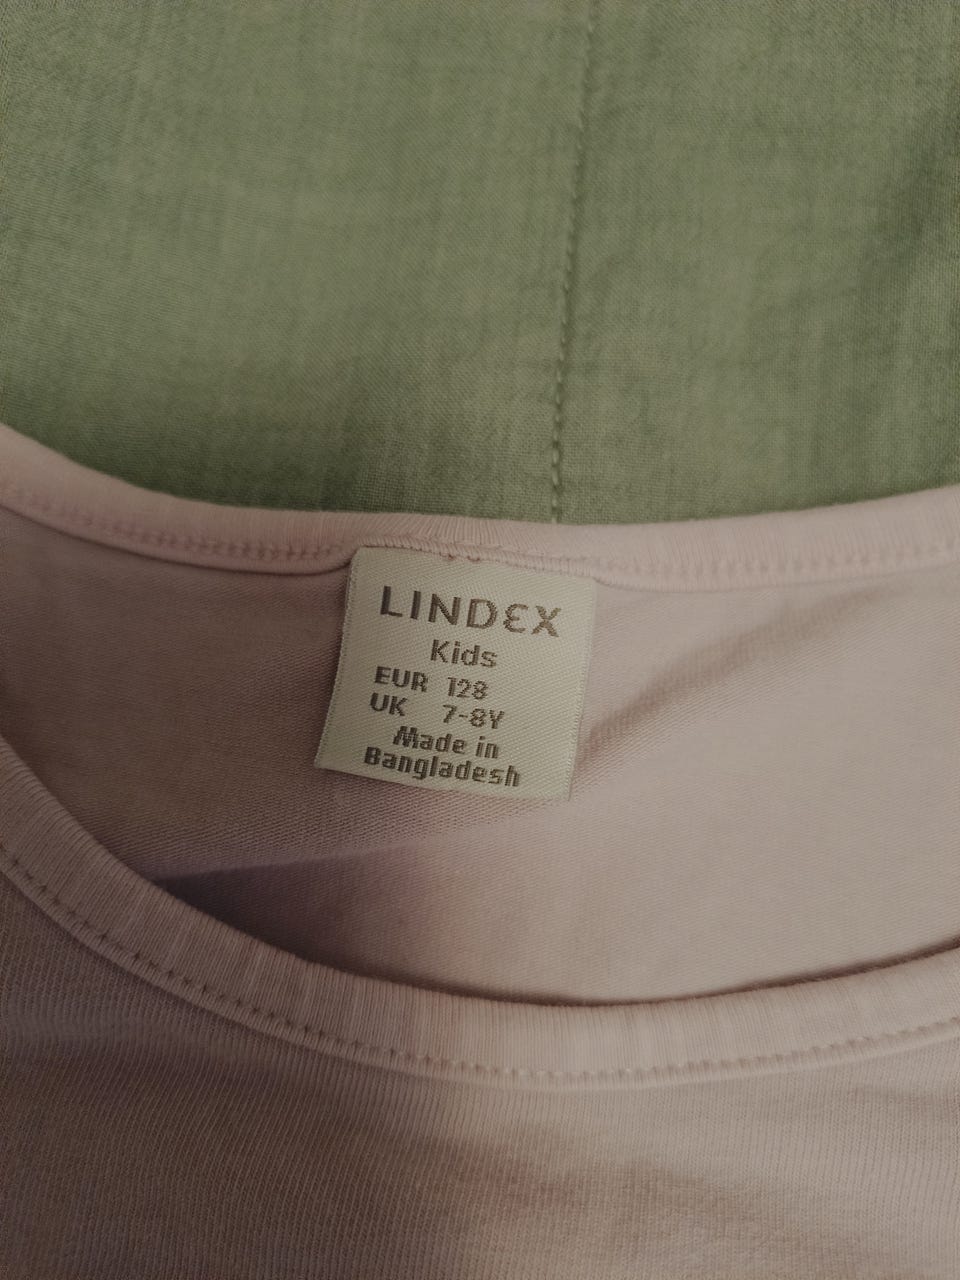 LINDEX
Kids
EUR 128
UK 7-8Y
Made in
Bangladesh